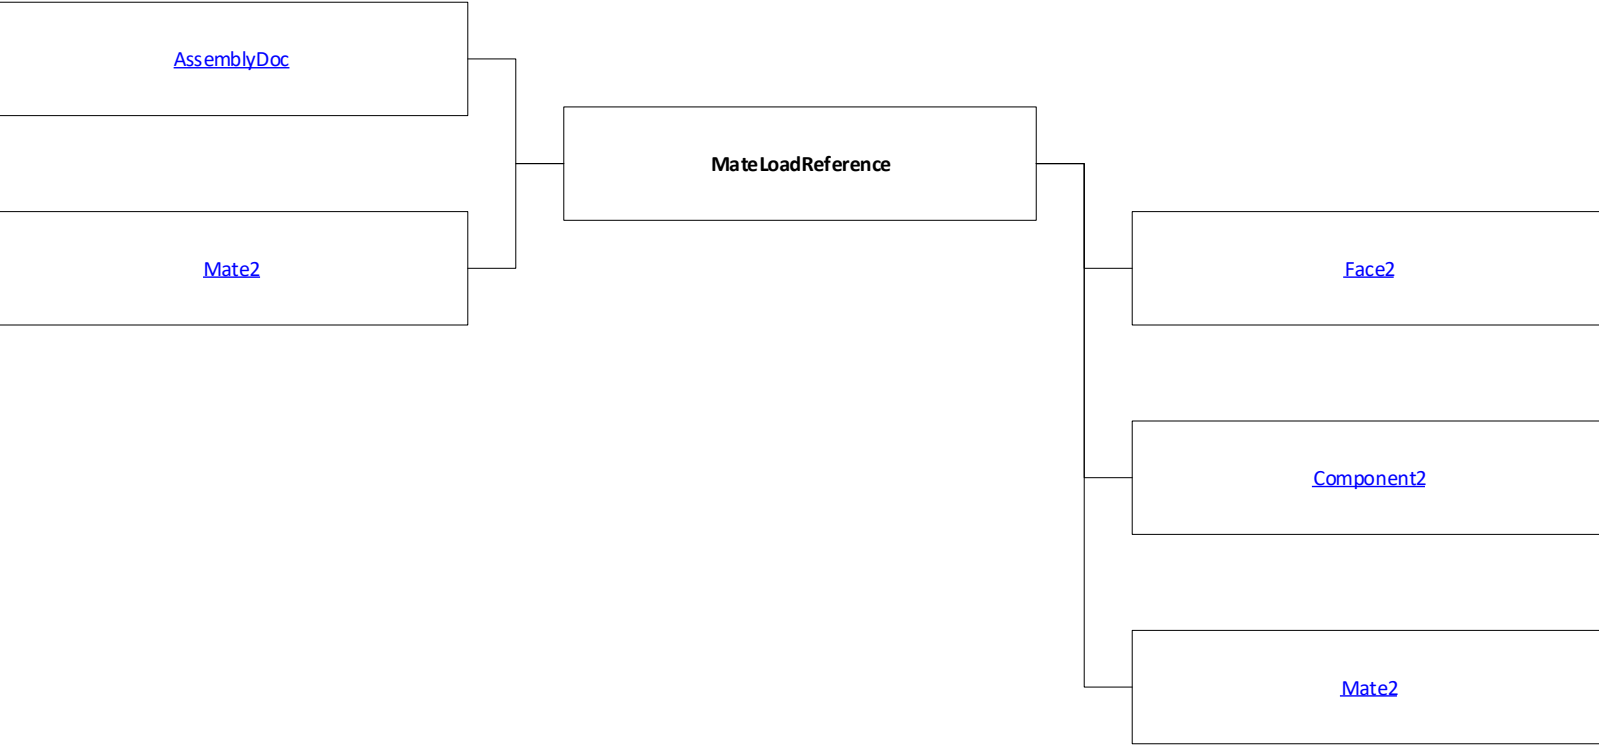 AssemblyDoc
MateLoadReference
Mate2
Face2
Component2
Mate2